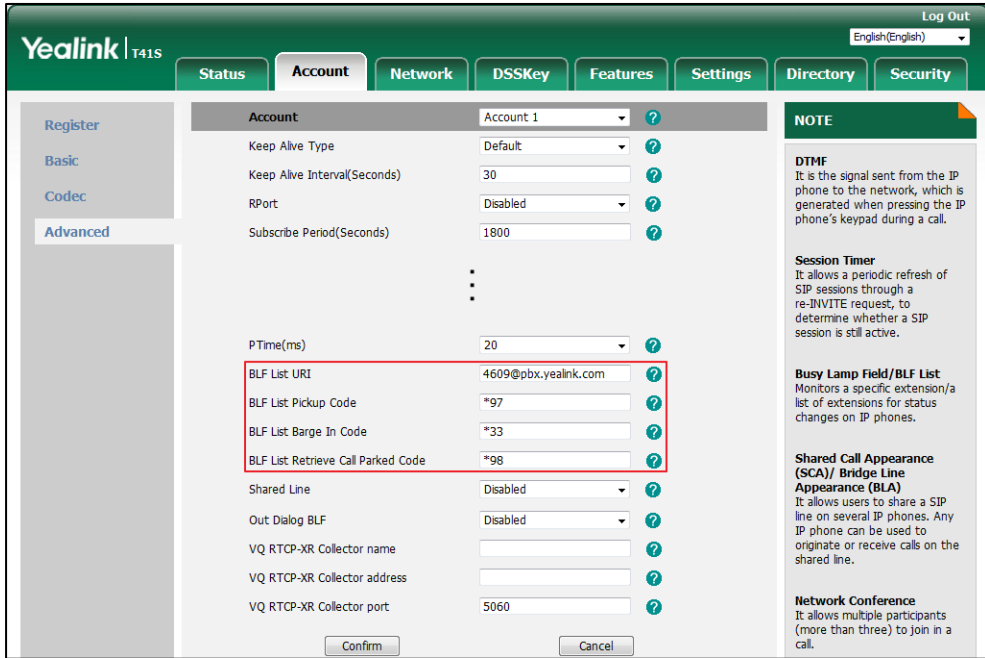 Log Out
English(English)
Yealink T41S
Status Account Network DSSKey Features Settings Directory Security
Register
Basic
Codec
Advanced
Account Account 1 ?
Keep Alive Type Default ?
Keep Alive Interval(Seconds) 30 ?
RPort Disabled ?
Subscribe Period(Seconds) 1800 ?
PTime(ms) 20 ?
BLF List URI 4609@pbx.yealink.com ?
BLF List Pickup Code *97 ?
BLF List Barge In Code *33 ?
BLF List Retrieve Call Parked Code *98 ?
Shared Line Disabled ?
Out Dialog BLF Disabled ?
VQ RTCP-XR Collector name ?
VQ RTCP-XR Collector address ?
VQ RTCP-XR Collector port 5060 ?
Confirm Cancel
NOTE
DTMF
It is the signal sent from the IP
phone to the network, which is
generated when pressing the IP
phone's keypad during a call.
Session Timer
It allows a periodic refresh of
SIP sessions through a
re-INVITE request, to
determine whether a SIP
session is still active.
Busy Lamp Field/BLF List
Monitors a specific extension/a
list of extensions for status
changes on IP phones.
Shared Call Appearance
(SCA)/ Bridge Line
Appearance (BLA)
It allows users to share a SIP
line on several IP phones. Any
IP phone can be used to
originate or receive calls on the
shared line.
Network Conference
It allows multiple participants
(more than three) to join in a
call.